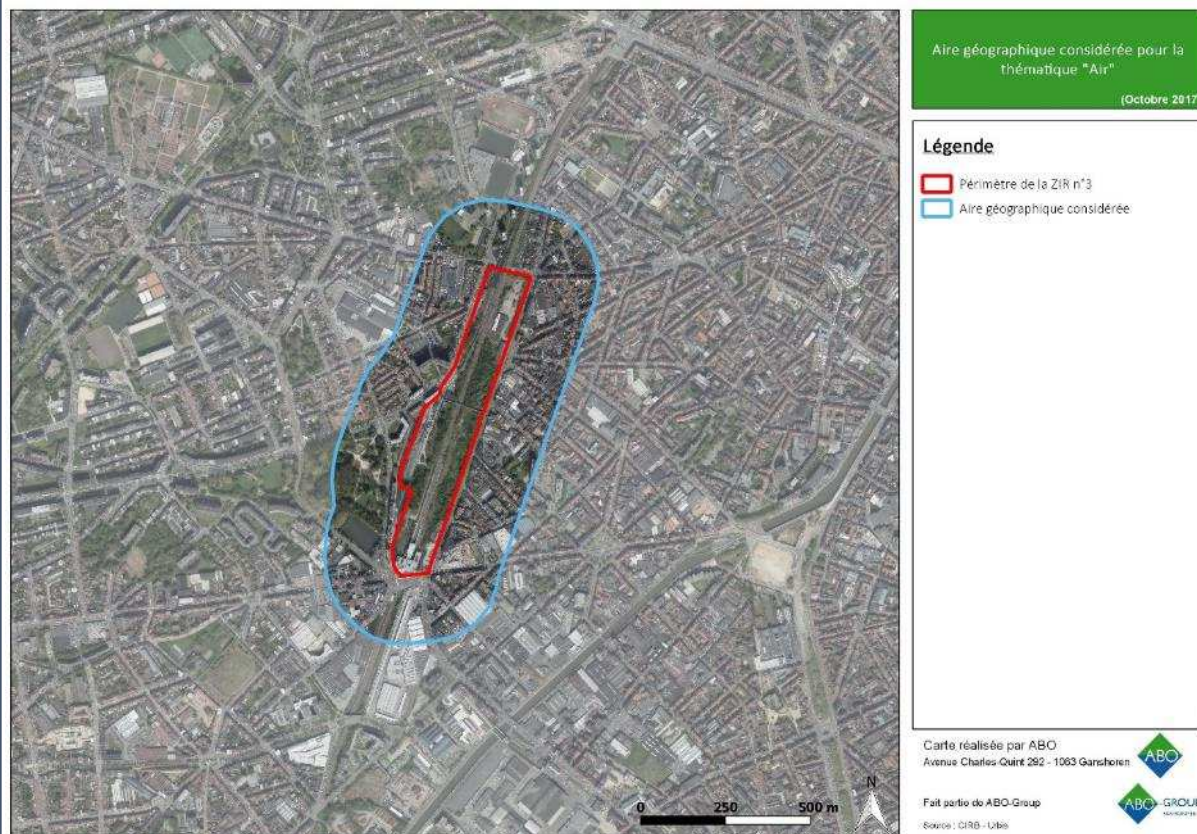 Aire géographique considérée pour la
thématique "Air"
(Octobre 2017
Légende
Périmètre de la ZIR n°3
Aire géographique considérée
N
0 250 500 m
Carte réalisée par ABO
Avenue Charles-Quint 292 - 1083 Ganshoren
ABO
Fait partie de ABO-Group
ABO-GROUP
Source : CIRB - Urbis